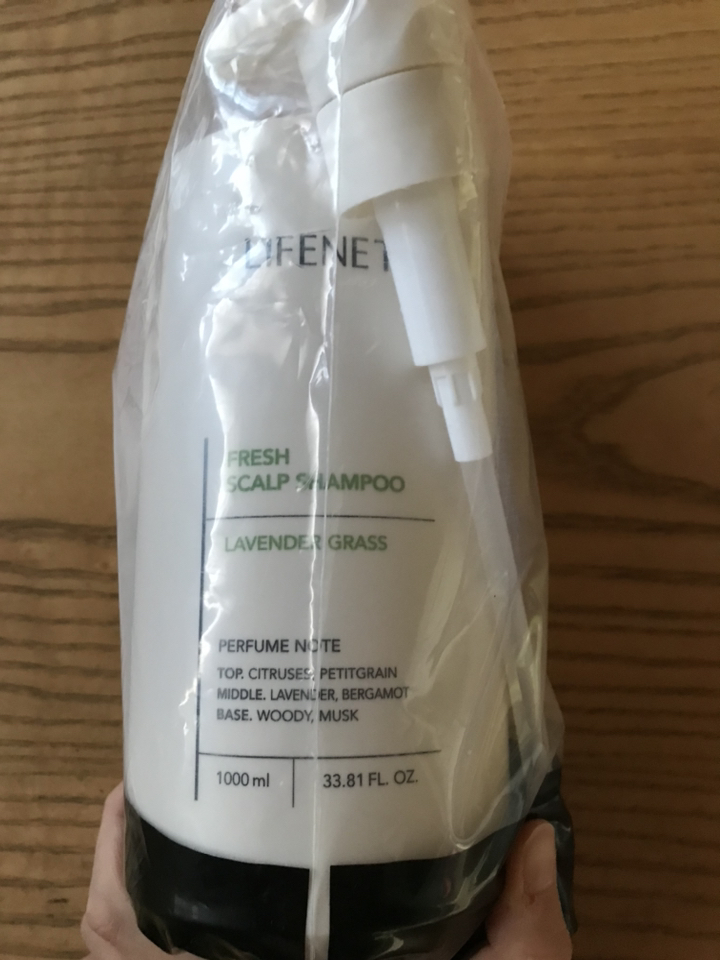 LIFENET
FRESH
SCALP SHAMPOO
LAVENDER GRASS
PERFUME NOTE
TOP. CITRUSES, PETITGRAIN
MIDDLE. LAVENDER, BERGAMOT
BASE. WOODY, MUSK
1000 ml
33.81 FL. OZ.